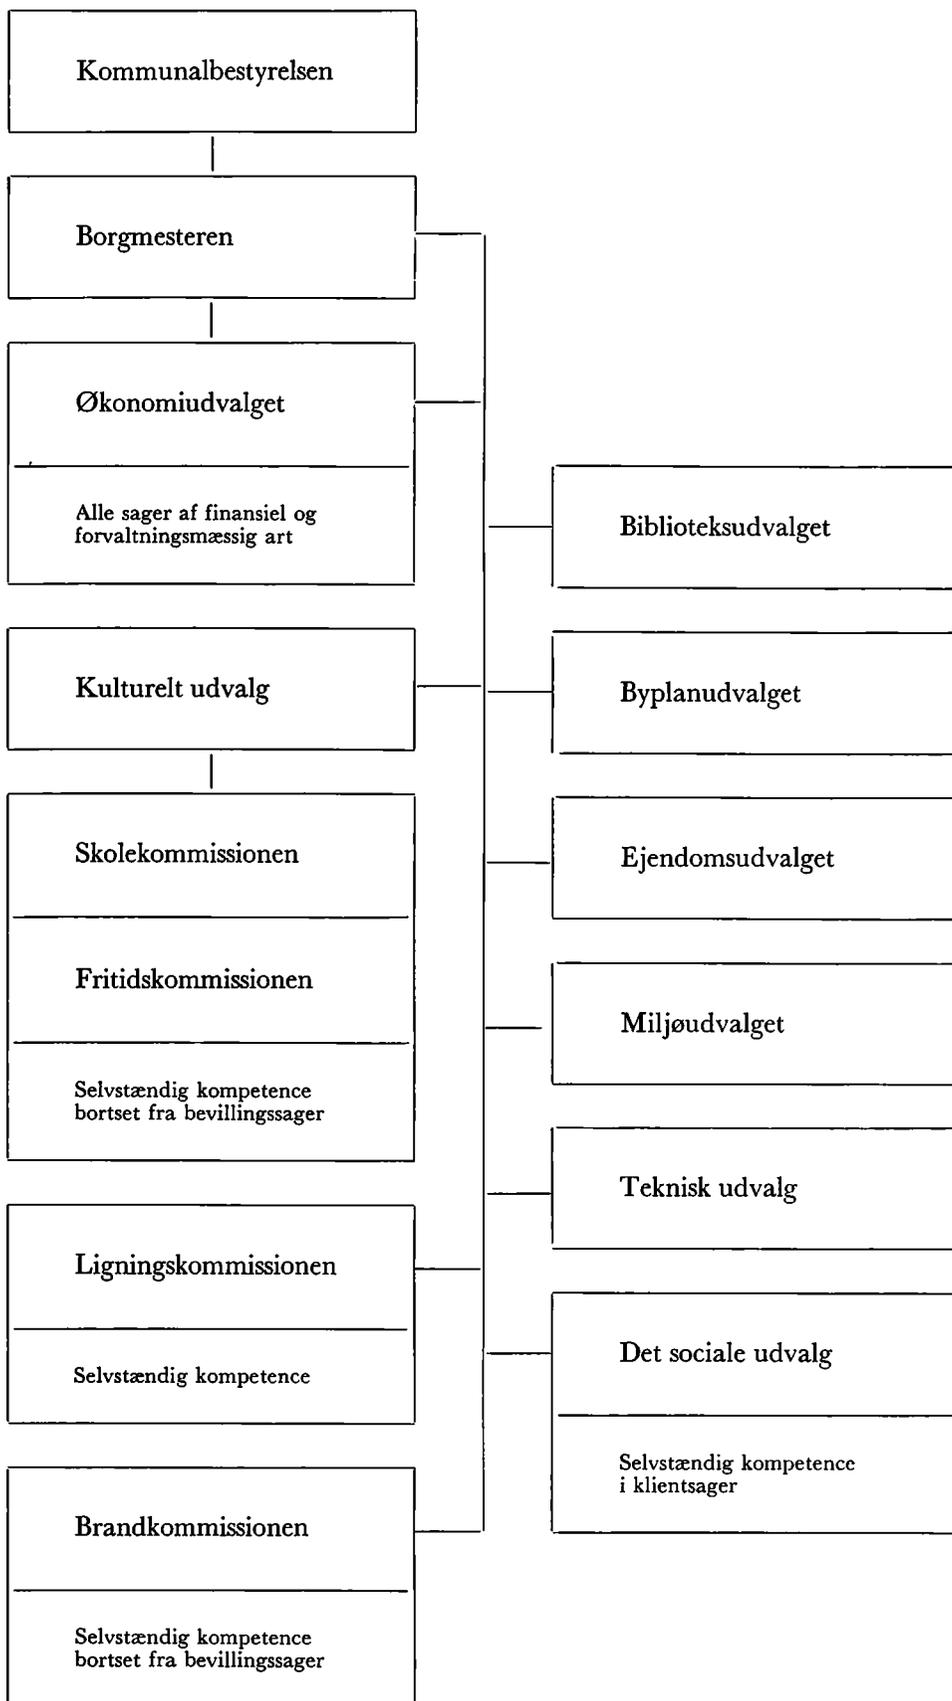 Kommunalbestyrelsen
Borgmesteren
Økonomiudvalget
Alle sager af finansiel og
forvaltningsmæssig art
Kulturelt udvalg
Skolekommissionen
Fritidskommissionen
Selvstændig kompetence
bortset fra bevillingssager
Ligningskommissionen
Selvstændig kompetence
Brandkommissionen
Selvstændig kompetence
bortset fra bevillingssager
Biblioteksudvalget
Byplanudvalget
Ejendomsudvalget
Miljøudvalget
Teknisk udvalg
Det sociale udvalg
Selvstændig kompetence
i klientsager